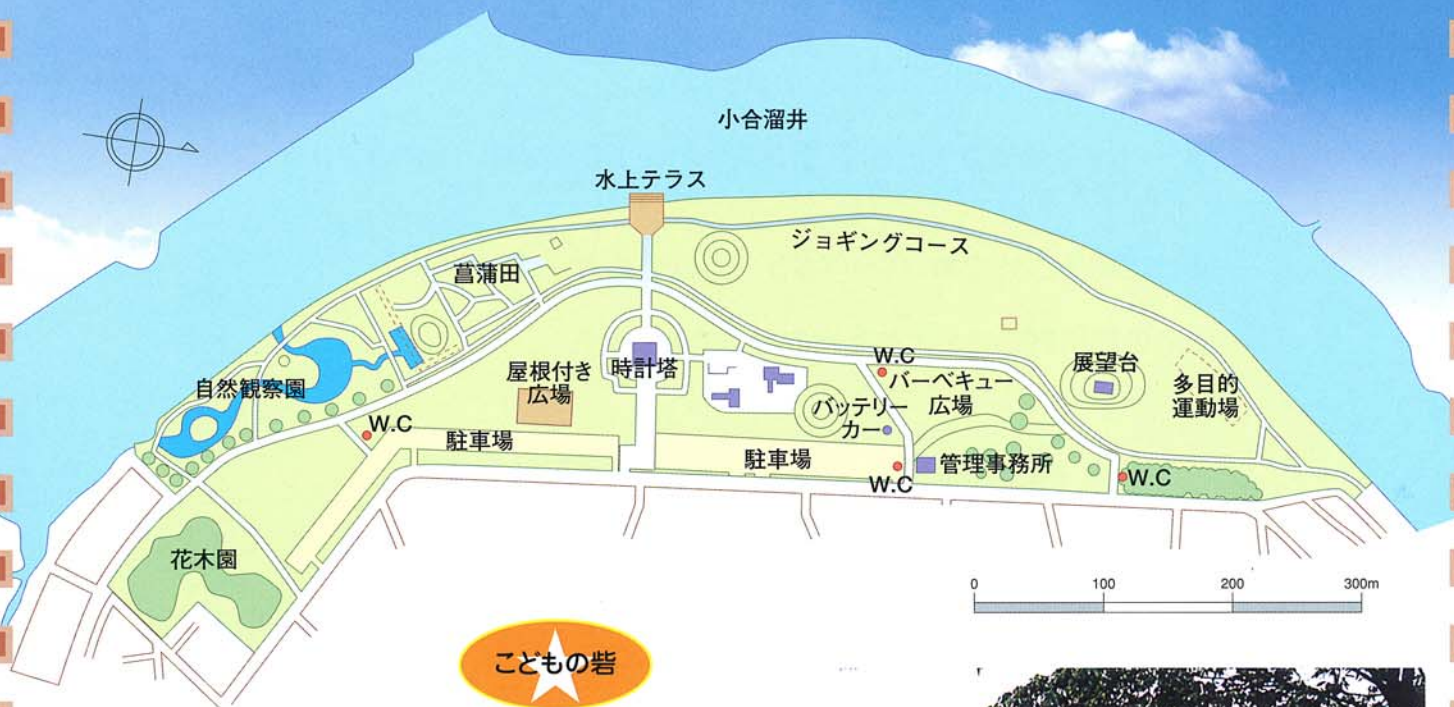 小合溜井
水上テラス
ジョギングコース
菖蒲田
自然観察園
屋根付き
広場
時計塔
W.C
バーベキュー
広場
展望台
多目的
運動場
バッテリー
カー
W.C
駐車場
駐車場
管理事務所
W.C
W.C
花木園
0 100 200 300m
こどもの砦